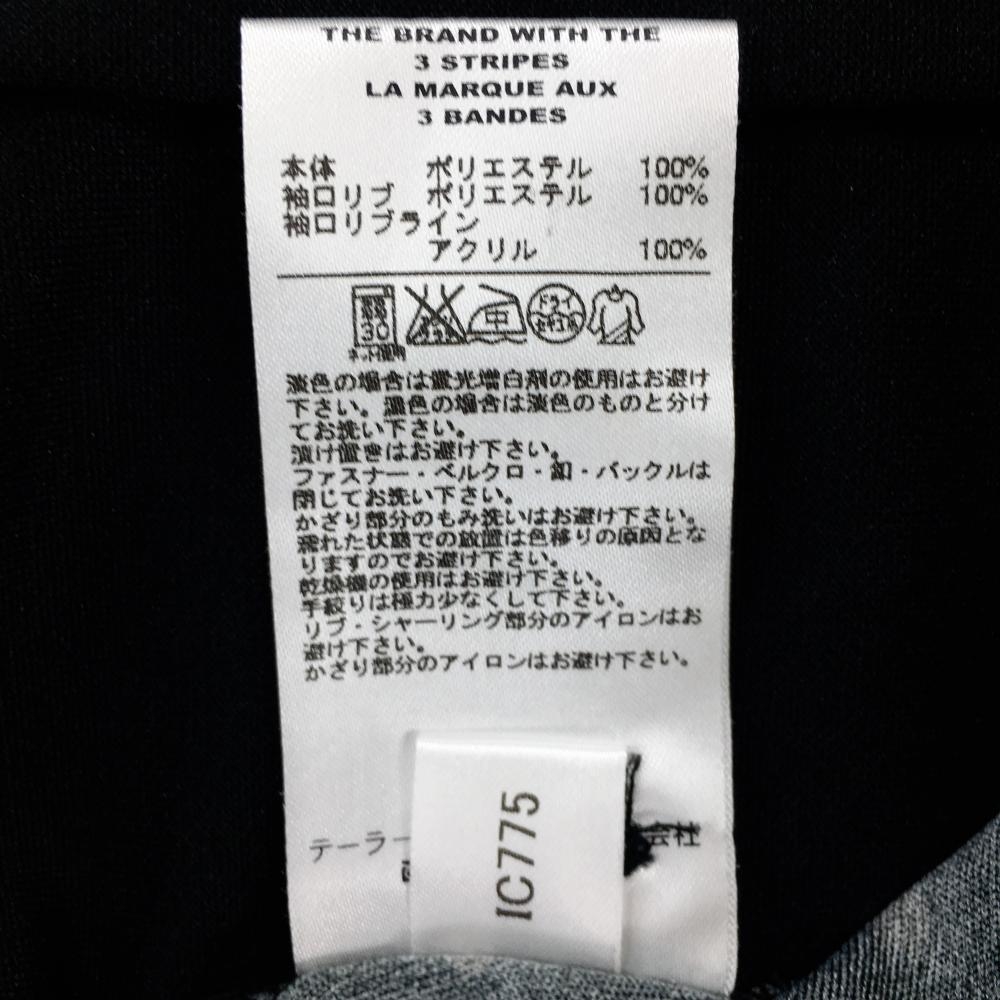 THE BRAND WITH THE
3 STRIPES
LA MARQUE AUX
3 BANDES
本体 ポリエステル 100%
袖口リブ ポリエステル 100%
袖口リブライン
アクリル 100%
30 中 ドライ
ネット使用 セキユ系
淡色の場合は蛍光増白剤の使用はお避け
下さい。濃色の場合は淡色のものと分け
てお洗い下さい。
漬け置きはお避け下さい。
ファスナー・ベルクロ・釦・バックルは
閉じてお洗い下さい。
かざり部分のもみ洗いはお避け下さい。
濡れた状態での放置は色移りの原因とな
りますのでお避け下さい。
乾燥機の使用はお避け下さい。
手絞りは極力少なくして下さい。
リブ・シャーリング部分のアイロンはお
避け下さい。
かざり部分のアイロンはお避け下さい。
テーラー 会社
IC775